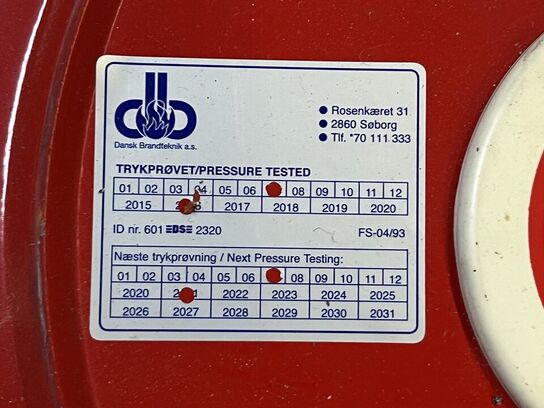 Dansk Brandteknik a.s.
• Rosenkæret 31
• 2860 Søborg
• Tlf. *70 111 333
TRYKPRØVET/PRESSURE TESTED
01 02 03 04 05 06 08 09 10 11 12
2015 2017 2018 2019 2020
ID nr. 601 EDSE 2320 FS-04/93
Næste trykprøvning / Next Pressure Testing:
01 02 03 04 05 06 08 09 10 11 12
2020 2022 2023 2024 2025
2026 2027 2028 2029 2030 2031